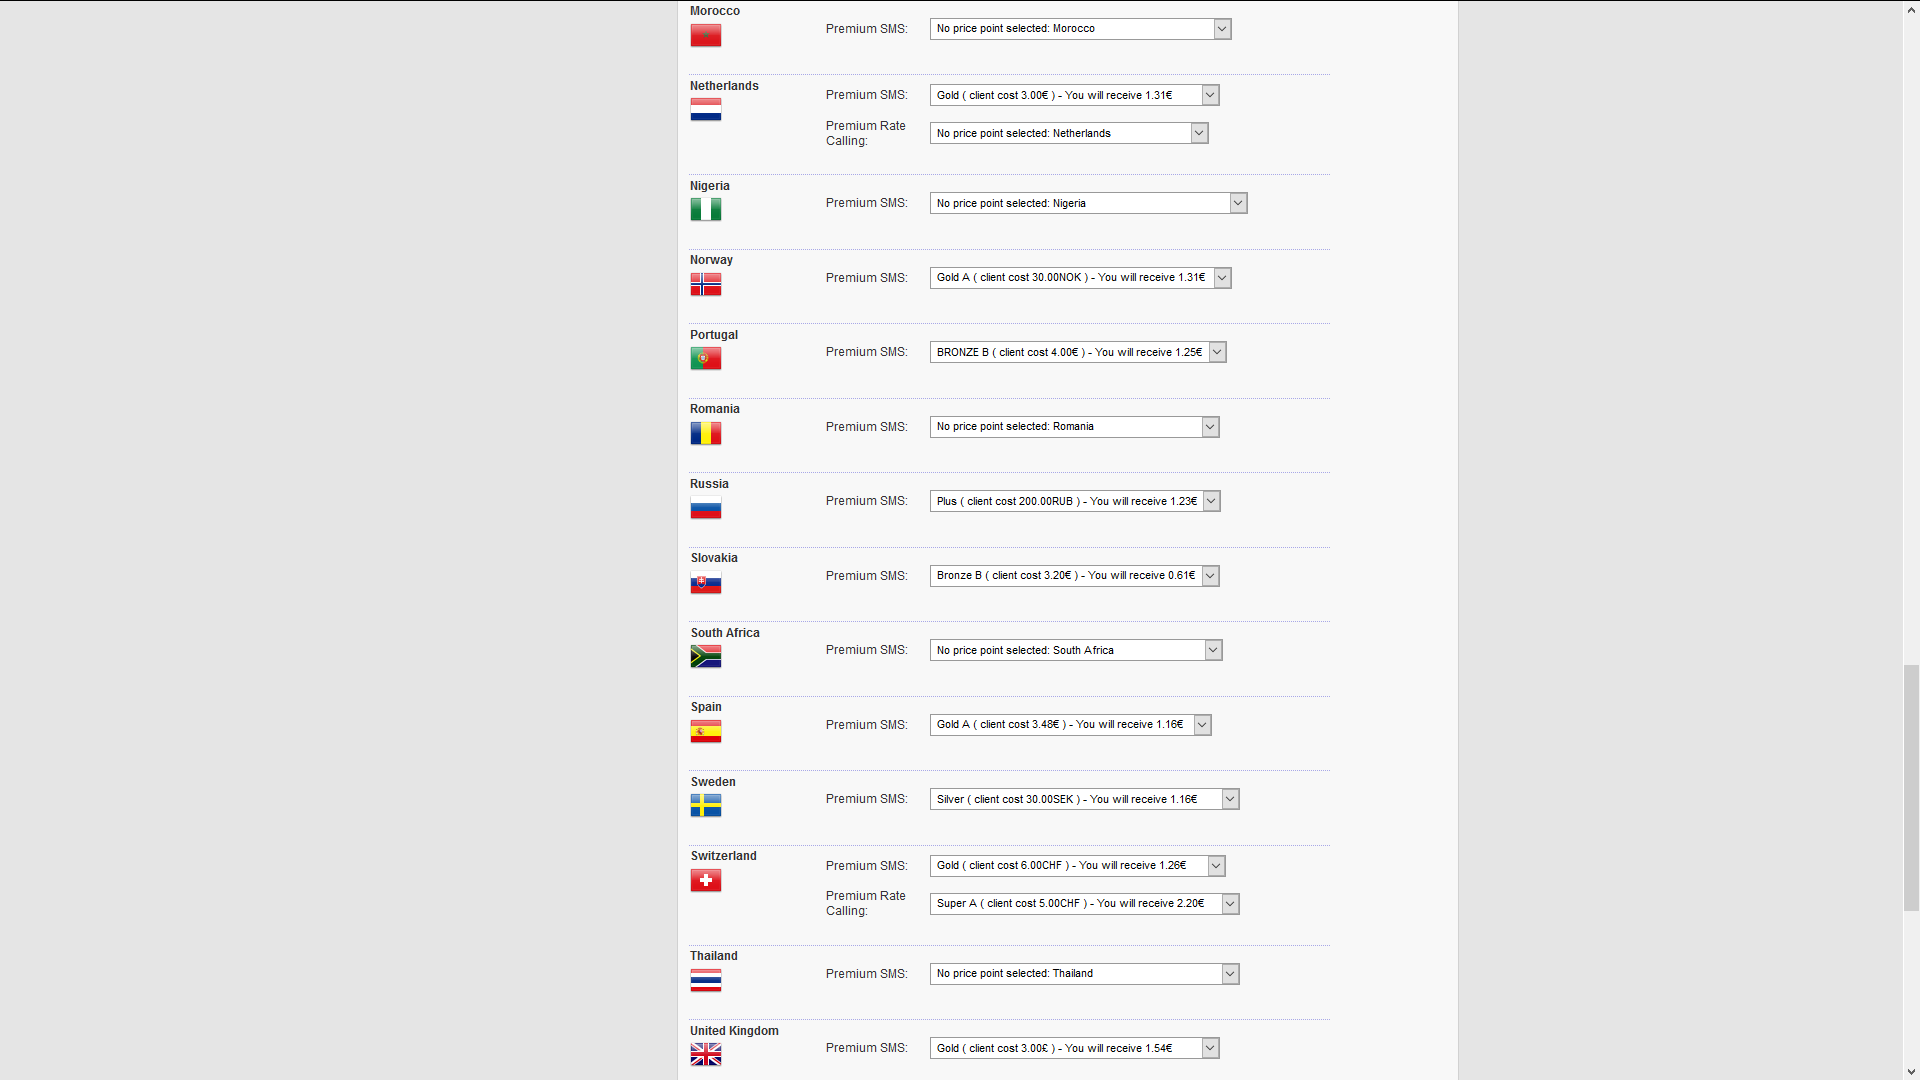 Morocco
Premium SMS: No price point selected: Morocco
Netherlands
Premium SMS: Gold ( client cost 3.00€ ) - You will receive 1.31€
Premium Rate
Calling: No price point selected: Netherlands
Nigeria
Premium SMS: No price point selected: Nigeria
Norway
Premium SMS: Gold A ( client cost 30.00NOK ) - You will receive 1.31€
Portugal
Premium SMS: BRONZE B ( client cost 4.00€ ) - You will receive 1.25€
Romania
Premium SMS: No price point selected: Romania
Russia
Premium SMS: Plus ( client cost 200.00RUB ) - You will receive 1.23€
Slovakia
Premium SMS: Bronze B ( client cost 3.20€ ) - You will receive 0.61€
South Africa
Premium SMS: No price point selected: South Africa
Spain
Premium SMS: Gold A ( client cost 3.48€ ) - You will receive 1.16€
Sweden
Premium SMS: Silver ( client cost 30.00SEK ) - You will receive 1.16€
Switzerland
Premium SMS: Gold ( client cost 6.00CHF ) - You will receive 1.26€
Premium Rate
Calling: Super A ( client cost 5.00CHF ) - You will receive 2.20€
Thailand
Premium SMS: No price point selected: Thailand
United Kingdom
Premium SMS: Gold ( client cost 3.00£ ) - You will receive 1.54€